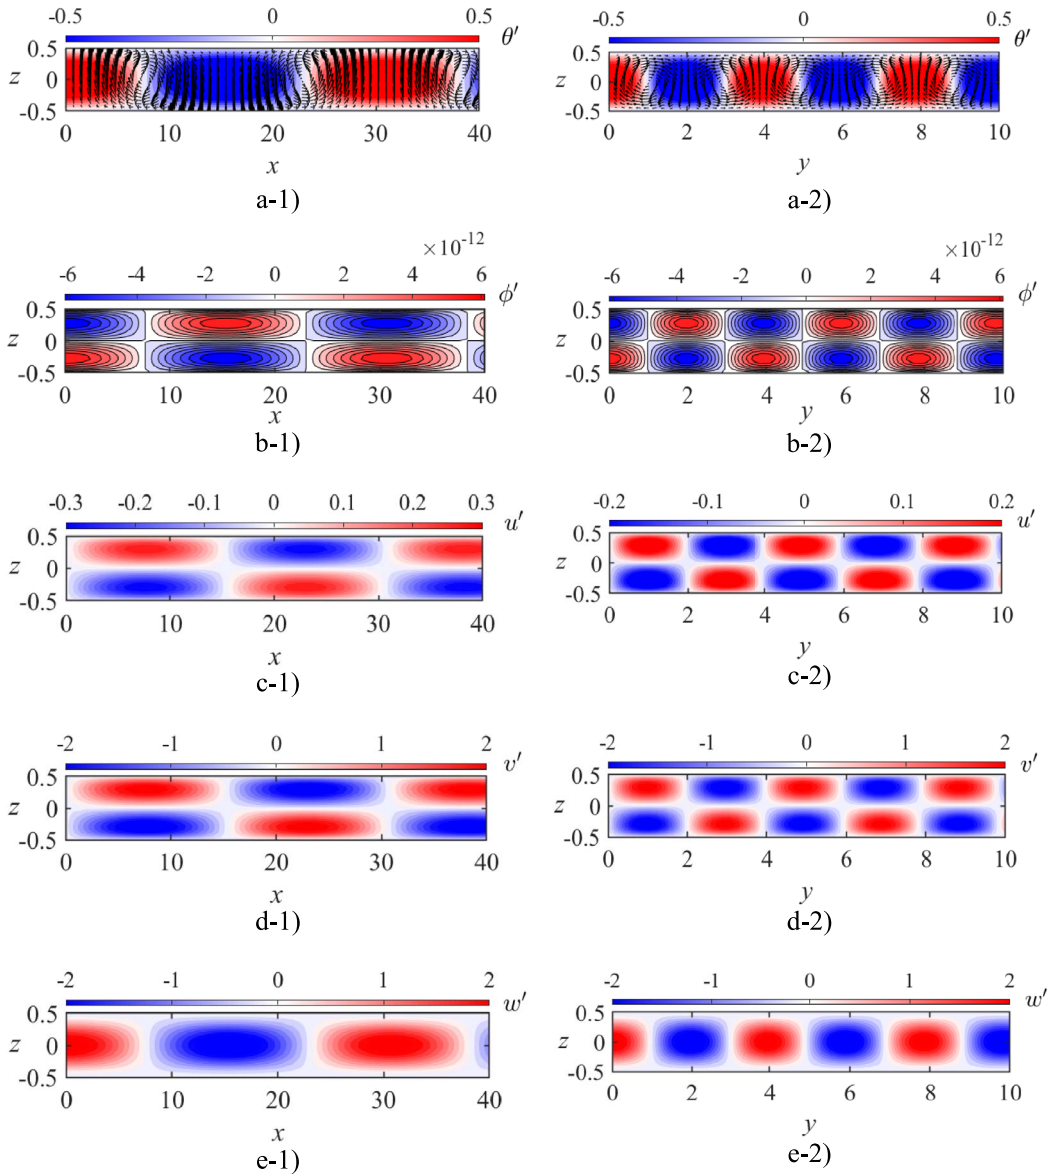 -0.5 0 0.5 θ′
0.5
z 0
-0.5
0 10 20 30 40
x
a-1)
-0.5 0 0.5 θ′
0.5
z 0
-0.5
0 2 4 6 8 10
y
a-2)
×10⁻¹²
-6 -4 -2 0 2 4 6 ϕ′
0.5
z 0
-0.5
0 10 20 30 40
x
b-1)
×10⁻¹²
-6 -4 -2 0 2 4 6 ϕ′
0.5
z 0
-0.5
0 2 4 6 8 10
y
b-2)
-0.3 -0.2 -0.1 0 0.1 0.2 0.3 u′
0.5
z 0
-0.5
0 10 20 30 40
x
c-1)
-0.2 -0.1 0 0.1 0.2 u′
0.5
z 0
-0.5
0 2 4 6 8 10
y
c-2)
-2 -1 0 1 2 v′
0.5
z 0
-0.5
0 10 20 30 40
x
d-1)
-2 -1 0 1 2 v′
0.5
z 0
-0.5
0 2 4 6 8 10
y
d-2)
-2 -1 0 1 2 w′
0.5
z 0
-0.5
0 10 20 30 40
x
e-1)
-2 -1 0 1 2 w′
0.5
z 0
-0.5
0 2 4 6 8 10
y
e-2)